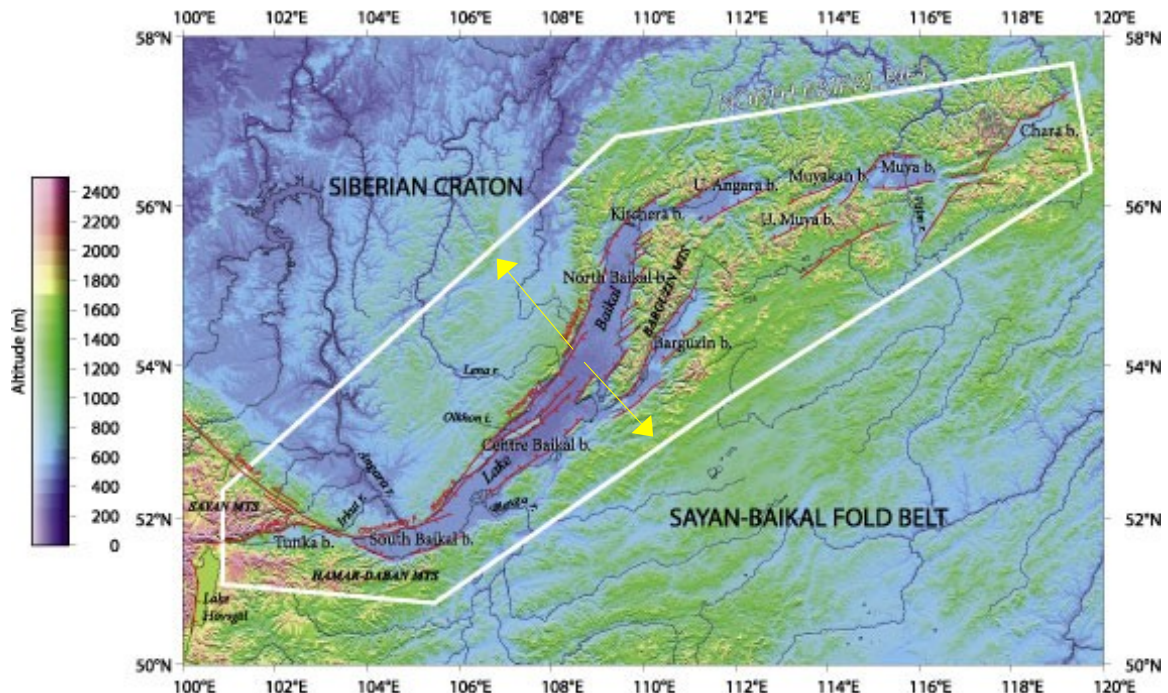 100°E 102°E 104°E 106°E 108°E 110°E 112°E 114°E 116°E 118°E 120°E
58°N 58°N
NORTH BAIKAL RIFT
Chara b.
Muya b.
Muyakan b.
U. Angara b.
SIBERIAN CRATON
2400
2200
2000
1800
1600
1400
1200
1000
800
600
400
200
0
Altitude (m)
56°N 56°N
Kitchera b.
U. Muya b.
North Baikal b.
BARGUZIN MTS
Baikal
Barguzin b.
54°N 54°N
Lena r.
Olkhon i.
Centre Baikal b.
Lake
Angara r.
Irkut r.
SAYAN MTS
52°N 52°N
SAYAN-BAIKAL FOLD BELT
Tunka b.
South Baikal b.
HAMAR-DABAN MTS
Lake
Hovsgol
50°N 50°N
100°E 102°E 104°E 106°E 108°E 110°E 112°E 114°E 116°E 118°E 120°E